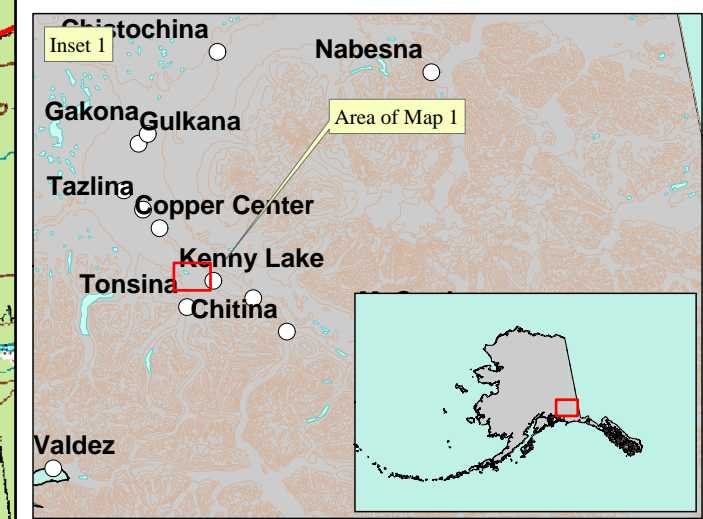 Chistochina
Inset 1
Nabesna
Gakona
Gulkana
Area of Map 1
Tazlina
Copper Center
Kenny Lake
Tonsina
Chitina
Valdez